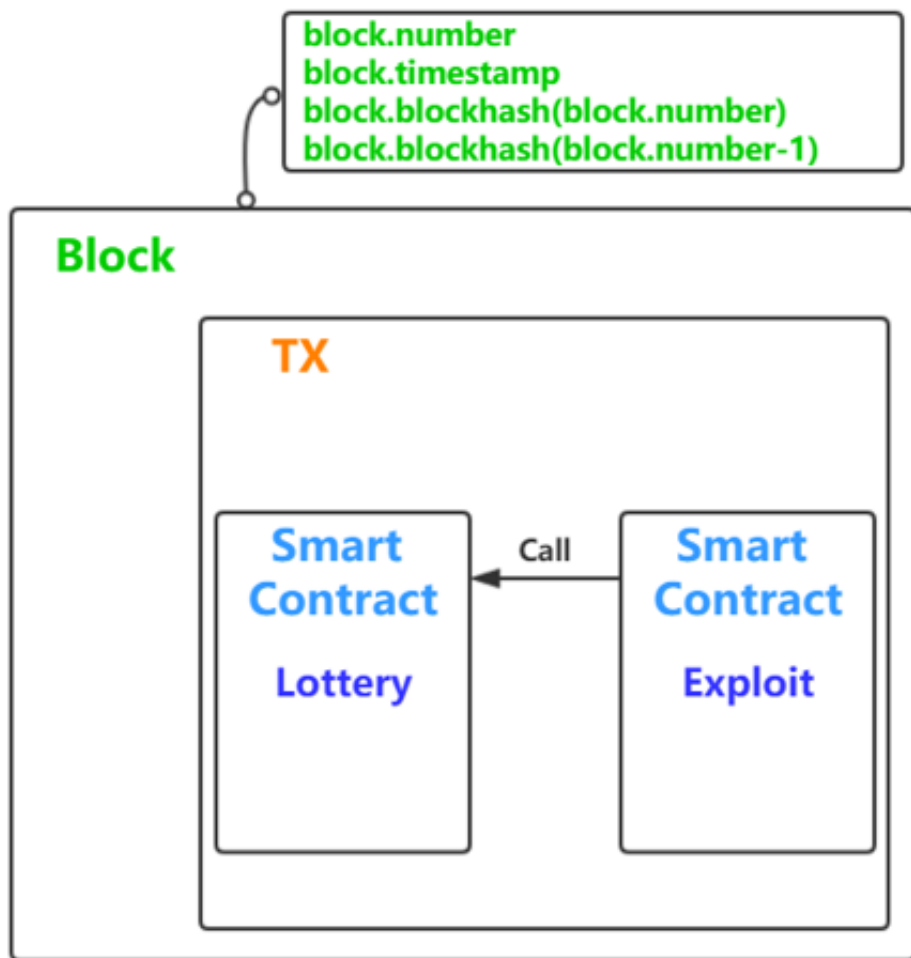 block.number
block.timestamp
block.blockhash(block.number)
block.blockhash(block.number-1)
Block
TX
Smart
Contract
Lottery
Call
Smart
Contract
Exploit